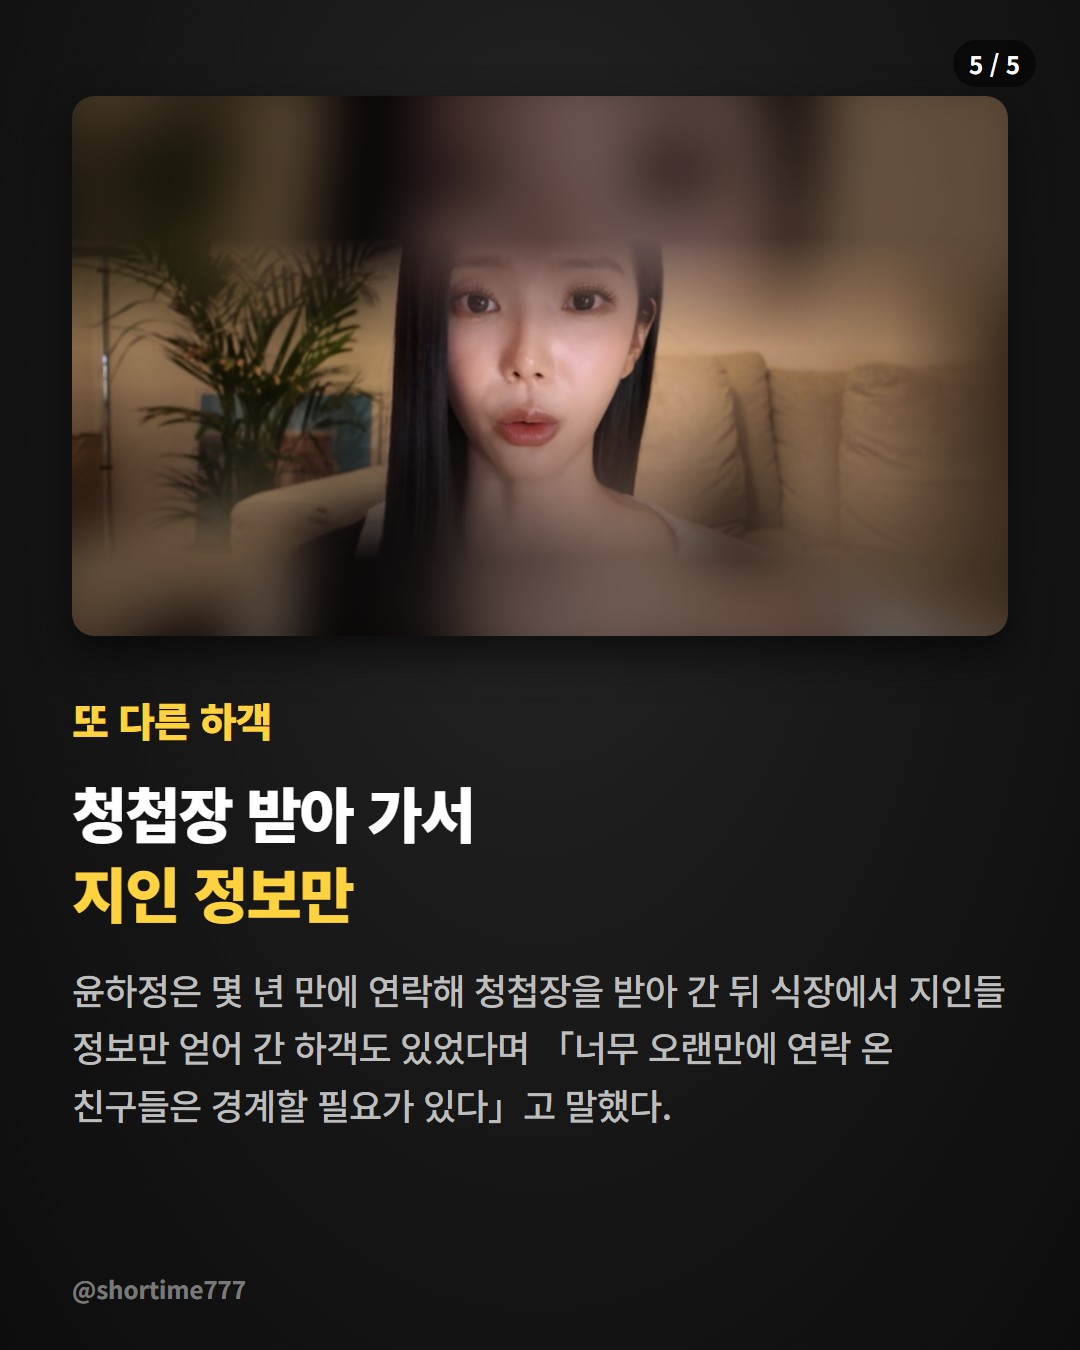 5 / 5
또 다른 하객
청첩장 받아 가서
지인 정보만
윤하정은 몇 년 만에 연락해 청첩장을 받아 간 뒤 식장에서 지인들
정보만 얻어 간 하객도 있었다며 「너무 오랜만에 연락 온
친구들은 경계할 필요가 있다」고 말했다.
@shortime777